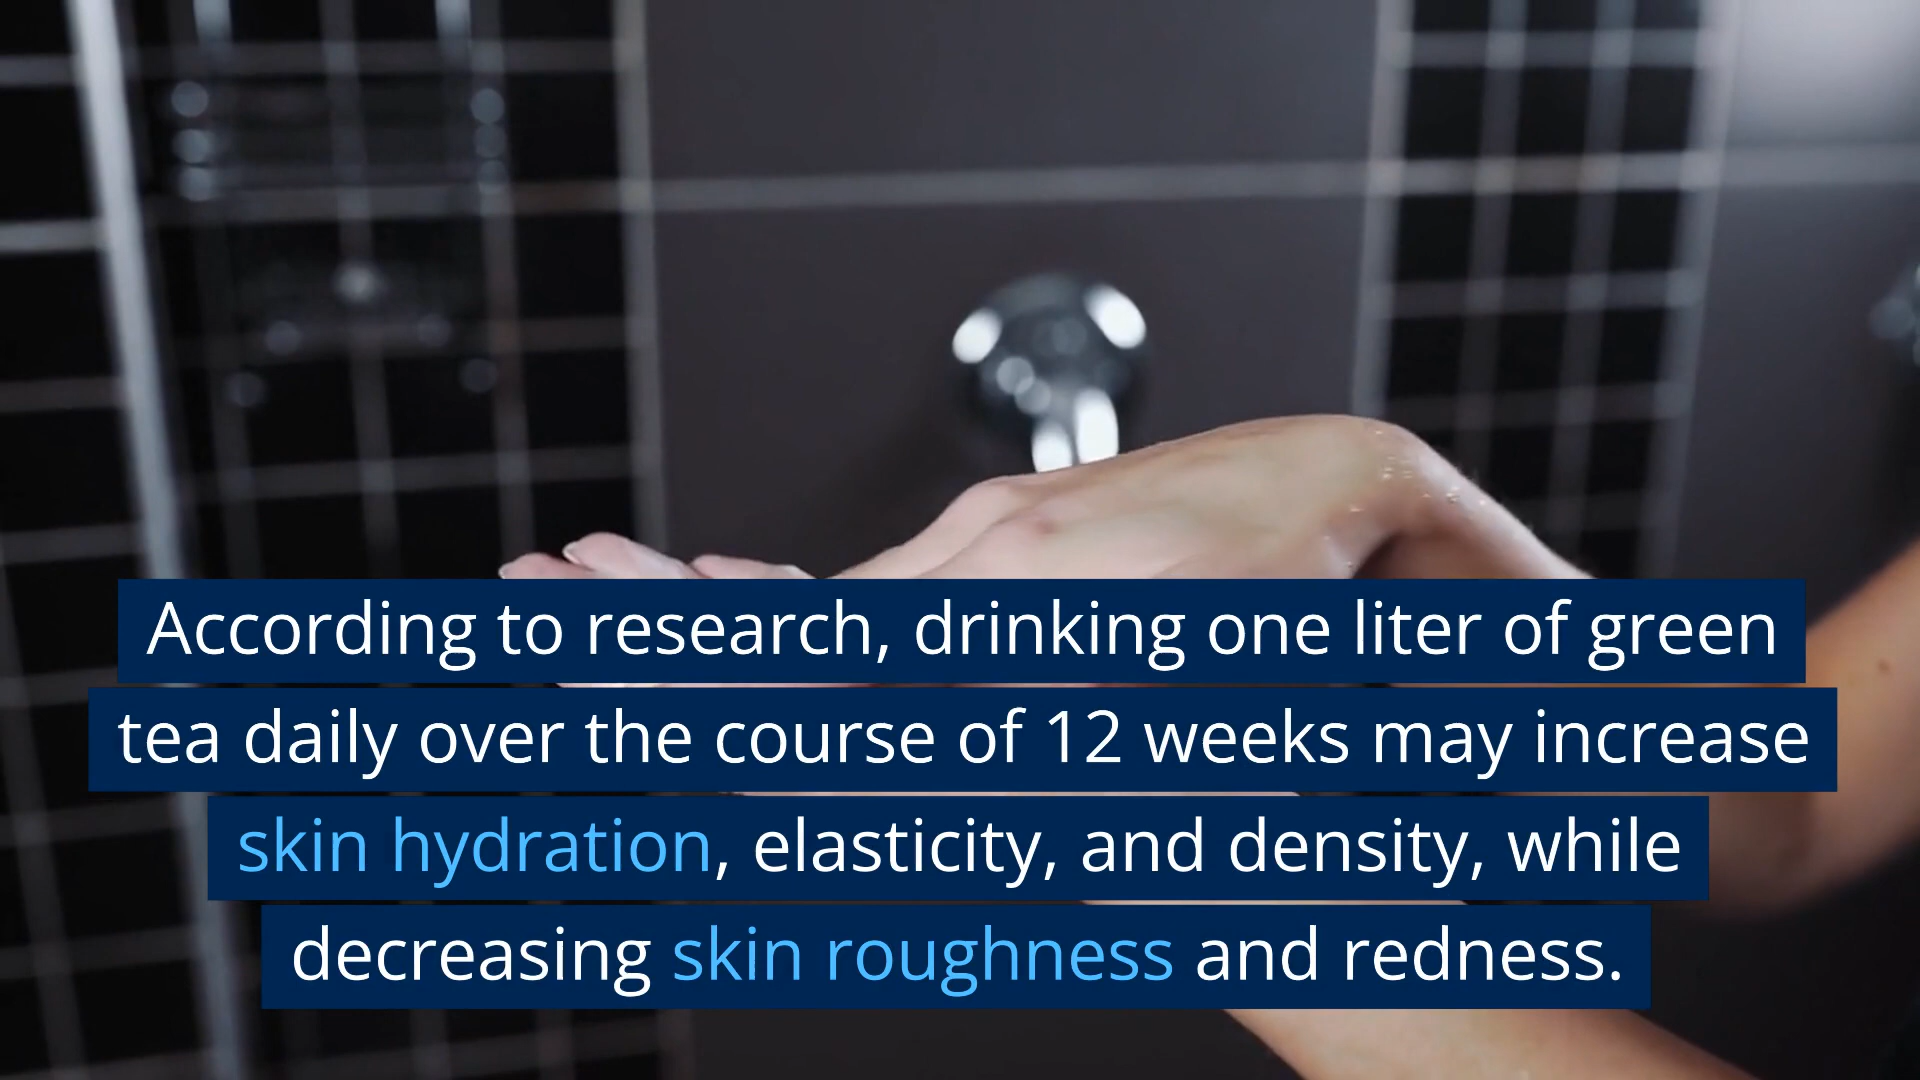 According to research, drinking one liter of green
tea daily over the course of 12 weeks may increase
skin hydration, elasticity, and density, while
decreasing skin roughness and redness.